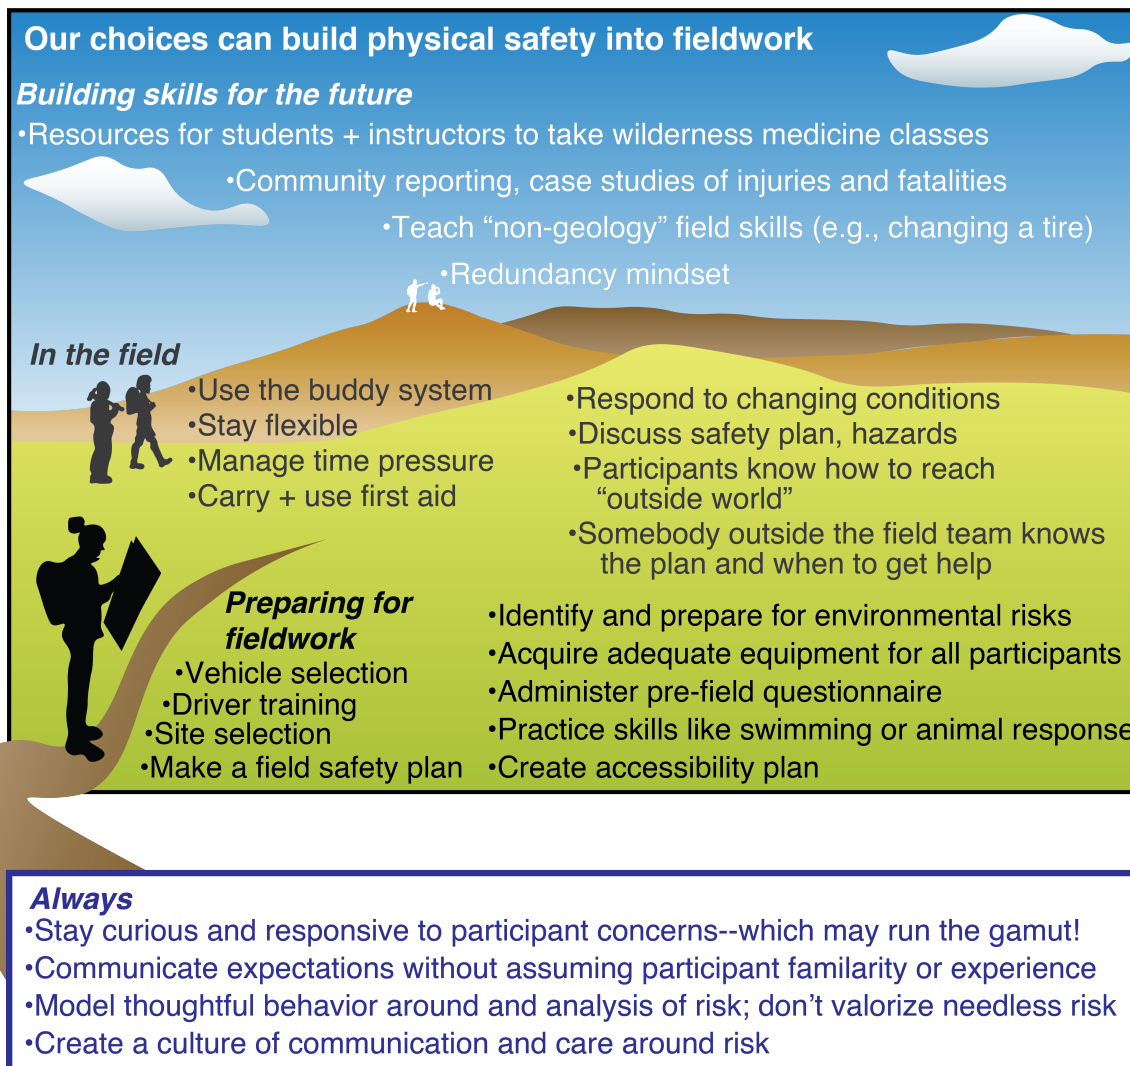 Our choices can build physical safety into fieldwork
Building skills for the future
•Resources for students + instructors to take wilderness medicine classes
•Community reporting, case studies of injuries and fatalities
•Teach “non-geology” field skills (e.g., changing a tire)
•Redundancy mindset
In the field
•Use the buddy system
•Stay flexible
•Manage time pressure
•Carry + use first aid
•Respond to changing conditions
•Discuss safety plan, hazards
•Participants know how to reach
“outside world”
•Somebody outside the field team knows
the plan and when to get help
Preparing for
fieldwork
•Vehicle selection
•Driver training
•Site selection
•Make a field safety plan
•Identify and prepare for environmental risks
•Acquire adequate equipment for all participants
•Administer pre-field questionnaire
•Practice skills like swimming or animal response
•Create accessibility plan
Always
•Stay curious and responsive to participant concerns--which may run the gamut!
•Communicate expectations without assuming participant familarity or experience
•Model thoughtful behavior around and analysis of risk; don’t valorize needless risk
•Create a culture of communication and care around risk